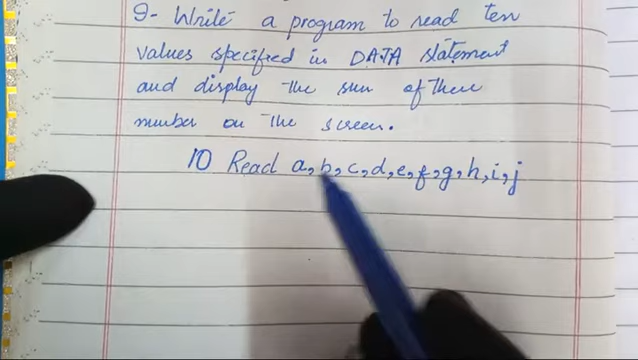 9- Write a program to read ten
values specified in DATA statement
and display the sum of these
number on the screen.
10 Read a, b, c, d, e, f, g, h, i, j